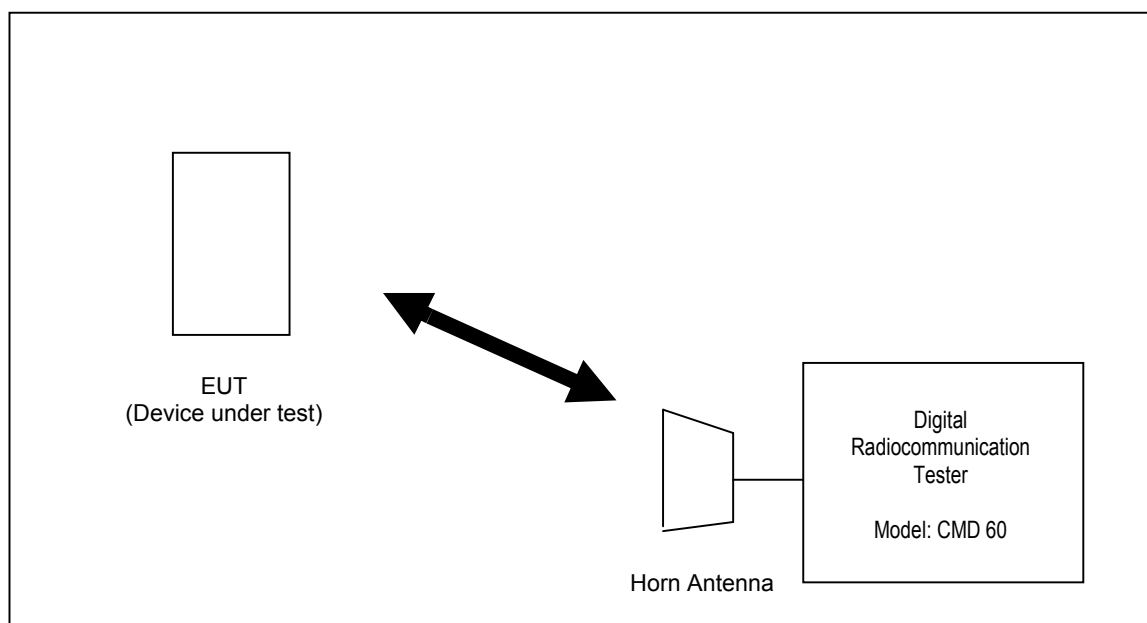 EUT
(Device under test)
Digital
Radiocommunication
Tester
Model: CMD 60
Horn Antenna